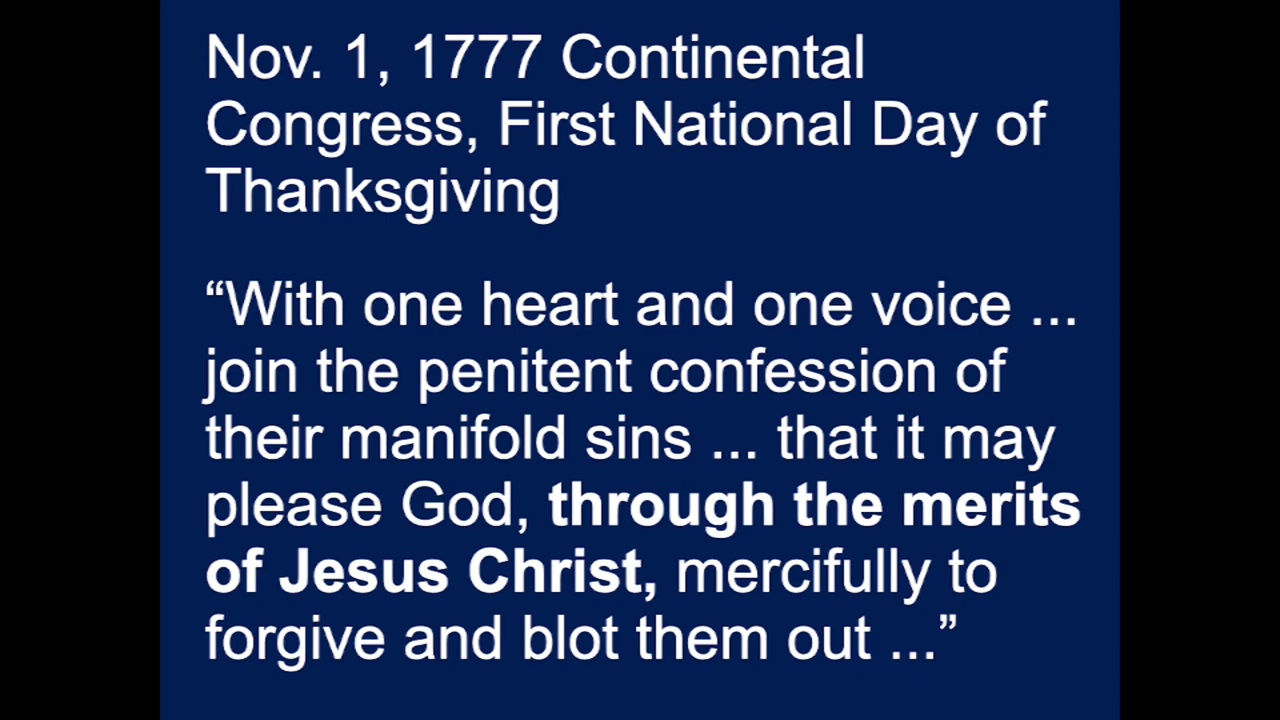 Nov. 1, 1777 Continental
Congress, First National Day of
Thanksgiving
“With one heart and one voice ...
join the penitent confession of
their manifold sins ... that it may
please God, through the merits
of Jesus Christ, mercifully to
forgive and blot them out ...”